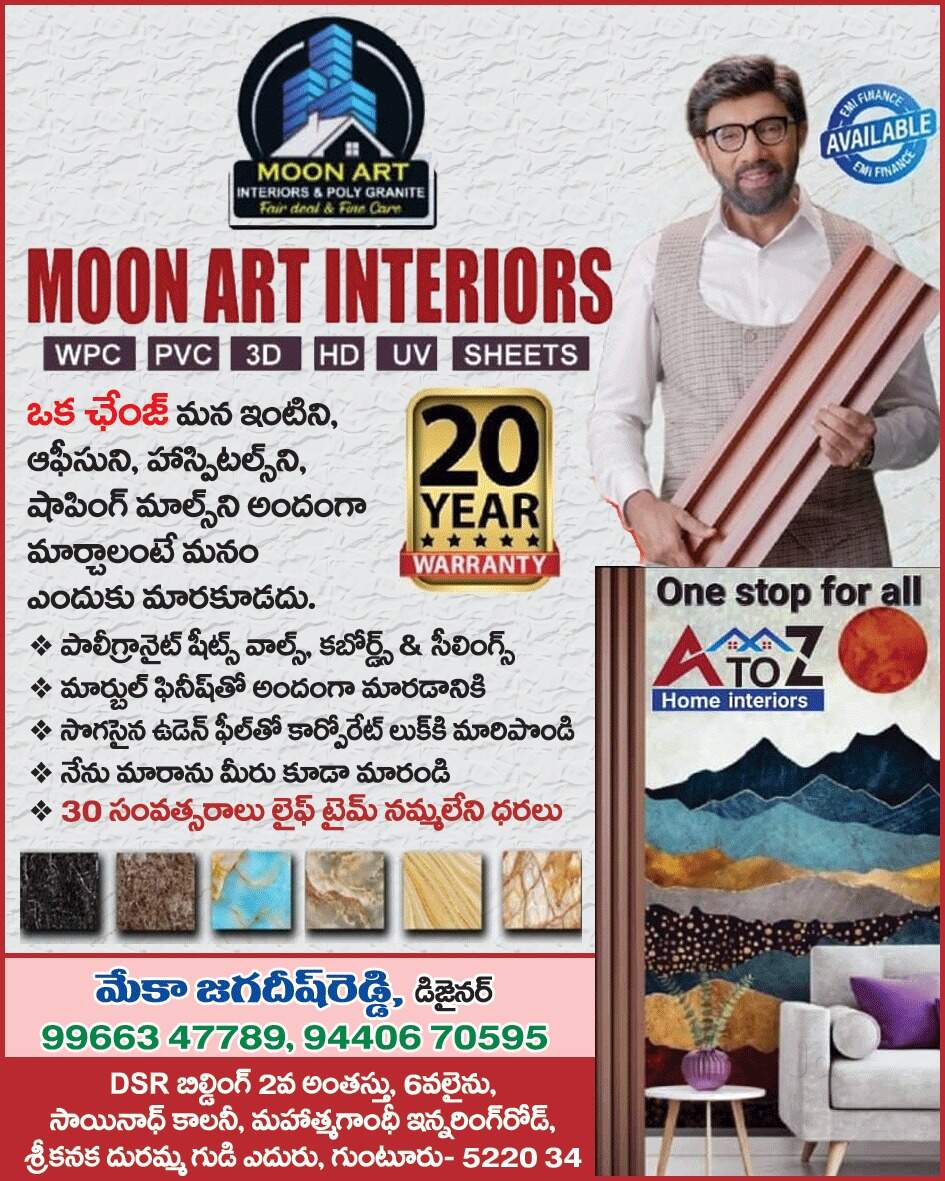 MOON ART
INTERIORS & POLY GRANITE
Fair deal & Fine Care
EMI FINANCE
AVAILABLE
EMI FINANCE
MOON ART INTERIORS
WPC PVC 3D HD UV SHEETS
ఒక ఛేంజ్ మన ఇంటిని,
ఆఫీసుని, హాస్పిటల్స్‌ని,
షాపింగ్ మాల్స్‌ని అందంగా
మార్చాలంటే మనం
ఎందుకు మారకూడదు.
20
YEAR
WARRANTY
❖ పాలీగ్రానైట్ షీట్స్ వాల్స్, కబోర్డ్స్ & సీలింగ్స్
❖ మార్బుల్ ఫినీష్‌తో అందంగా మారడానికి
❖ సొగసైన ఉడెన్ ఫీల్‌తో కార్పోరేట్ లుక్‌కి మారిపొండి
❖ నేను మారాను మీరు కూడా మారండి
❖ 30 సంవత్సరాలు లైఫ్ టైమ్ నమ్మలేని ధరలు
One stop for all
A TO Z
Home interiors
మేకా జగదీష్‌రెడ్డి, డిజైనర్
99663 47789, 94406 70595
DSR బిల్డింగ్ 2వ అంతస్తు, 6వలైను,
సాయినాధ్ కాలనీ, మహాత్మగాంధీ ఇన్నరింగ్‌రోడ్,
శ్రీకనక దురమ్మ గుడి ఎదురు, గుంటూరు- 5220 34